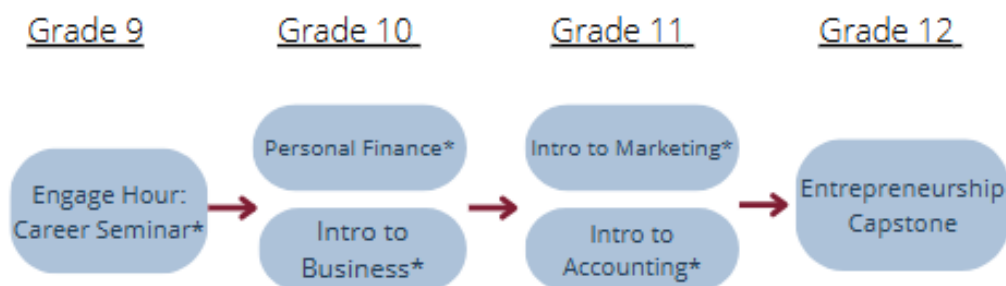 Grade 9
Grade 10
Grade 11
Grade 12
Engage Hour:
Career Seminar*
Personal Finance*
Intro to
Business*
Intro to Marketing*
Intro to
Accounting*
Entrepreneurship
Capstone